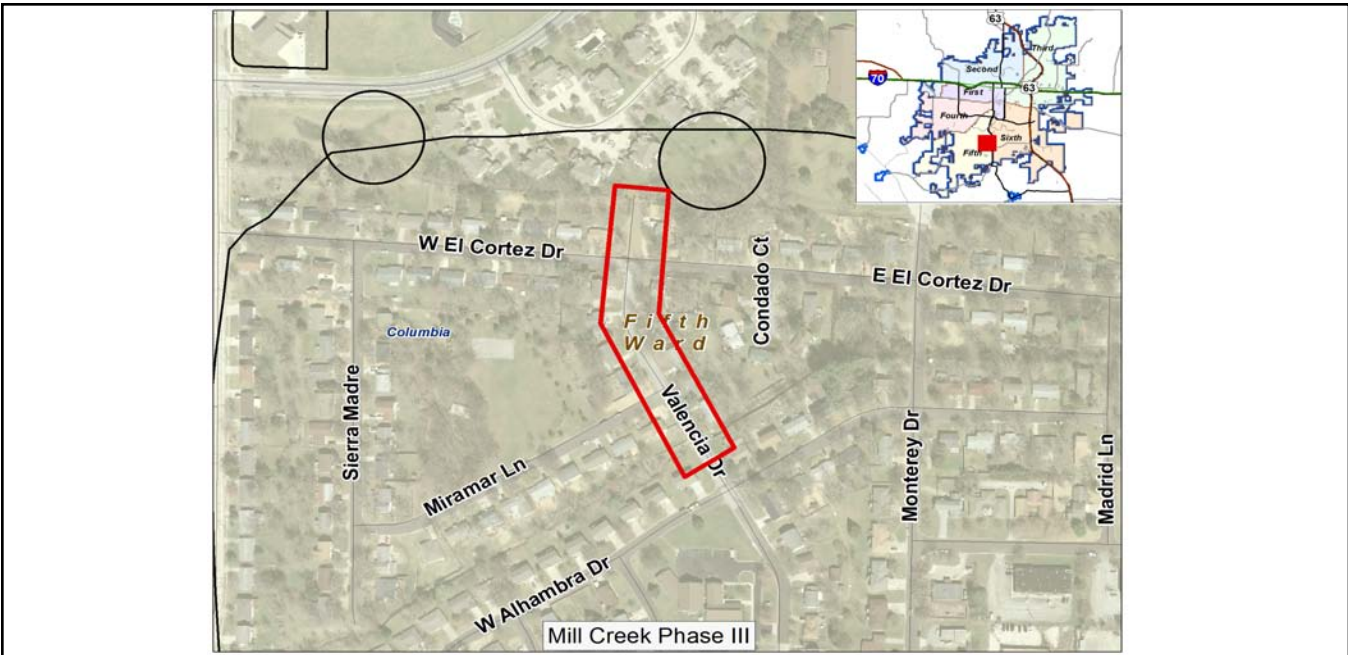 63
Third
Second
70
First
63
Fourth
Sixth
Fifth
W El Cortez Dr
E El Cortez Dr
Condado Ct
Columbia
Fifth
Ward
Sierra Madre
Valencia Dr
Miramar Ln
Monterey Dr
Madrid Ln
W Alhambra Dr
Mill Creek Phase III